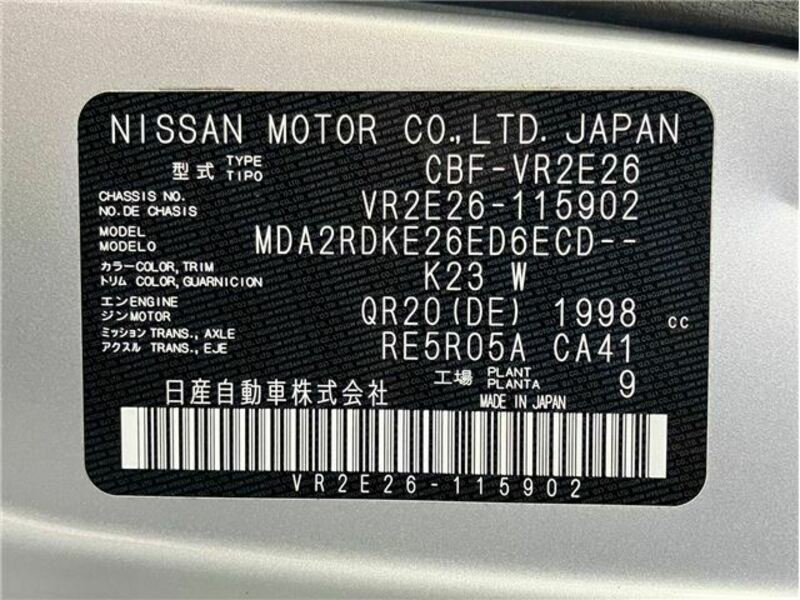 NISSAN MOTOR CO.,LTD. JAPAN
型式 TYPE TIPO CBF-VR2E26
CHASSIS NO. NO.DE CHASIS VR2E26-115902
MODEL MODELO MDA2RDKE26ED6ECD--
カラー COLOR, TRIM トリム COLOR, GUARNICION K23 W
エンジン ENGINE MOTOR QR20(DE) 1998 cc
ミッション アクスル TRANS., AXLE TRANS., EJE RE5R05A CA41
工場 PLANT PLANTA 9
日産自動車株式会社 MADE IN JAPAN
VR2E26-115902